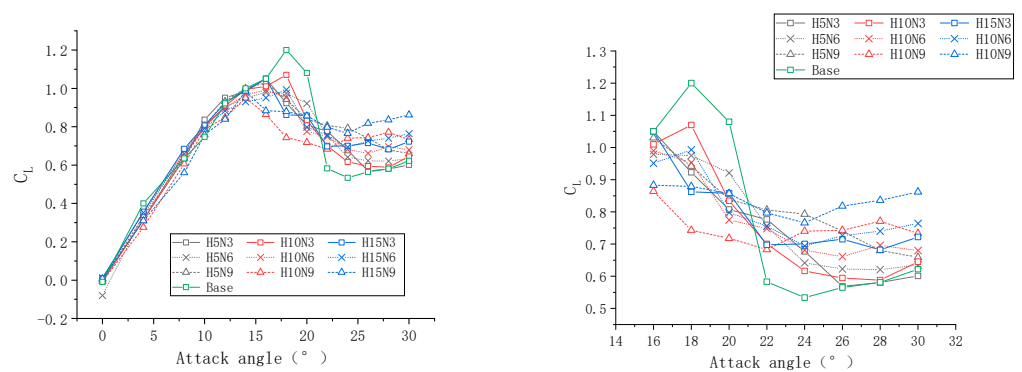 1.2
1.0
0.8
0.6
0.4
0.2
0.0
-0.2
C_L
0 5 10 15 20 25 30
Attack angle（° ）
H5N3 H10N3 H15N3
H5N6 H10N6 H15N6
H5N9 H10N9 H15N9
Base
H5N3 H10N3 H15N3
H5N6 H10N6 H10N6
H5N9 H10N9 H10N9
Base
1.3
1.2
1.1
1.0
0.9
0.8
0.7
0.6
0.5
C_L
14 16 18 20 22 24 26 28 30 32
Attack angle（° ）